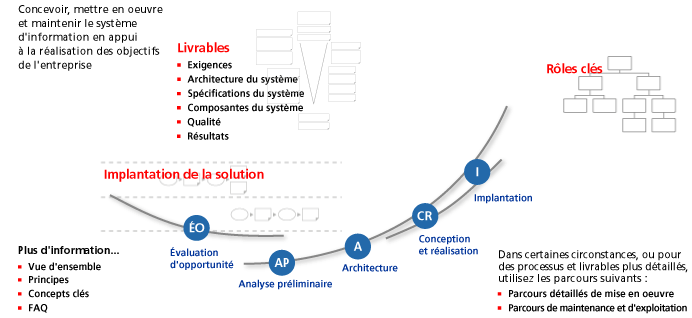 Concevoir, mettre en oeuvre
et maintenir le système
d'information en appui
à la réalisation des objectifs
de l'entreprise
Livrables
Exigences
Architecture du système
Spécifications du système
Composantes du système
Qualité
Résultats
Rôles clés
Implantation de la solution
ÉO
Évaluation
d'opportunité
AP
Analyse préliminaire
A
Architecture
CR
Conception
et réalisation
I
Implantation
Plus d'information...
Vue d'ensemble
Principes
Concepts clés
FAQ
Dans certaines circonstances, ou pour
des processus et livrables plus détaillés,
utilisez les parcours suivants :
Parcours détaillés de mise en oeuvre
Parcours de maintenance et d'exploitation